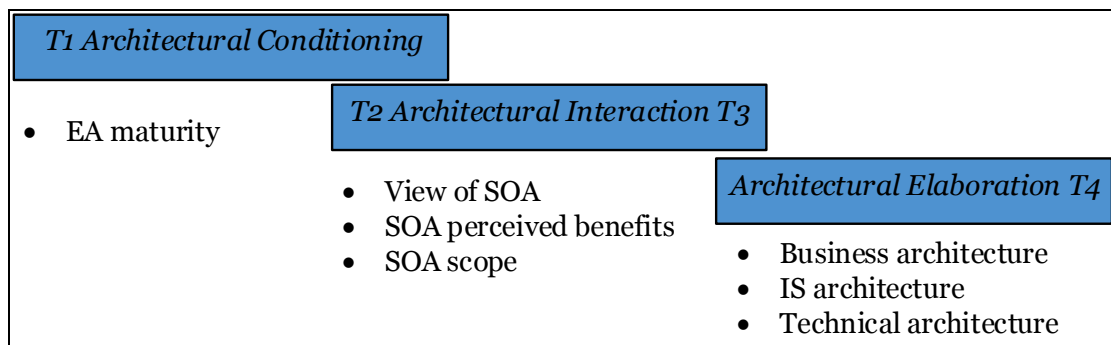 T1 Architectural Conditioning
• EA maturity
T2 Architectural Interaction T3
• View of SOA
• SOA perceived benefits
• SOA scope
Architectural Elaboration T4
• Business architecture
• IS architecture
• Technical architecture